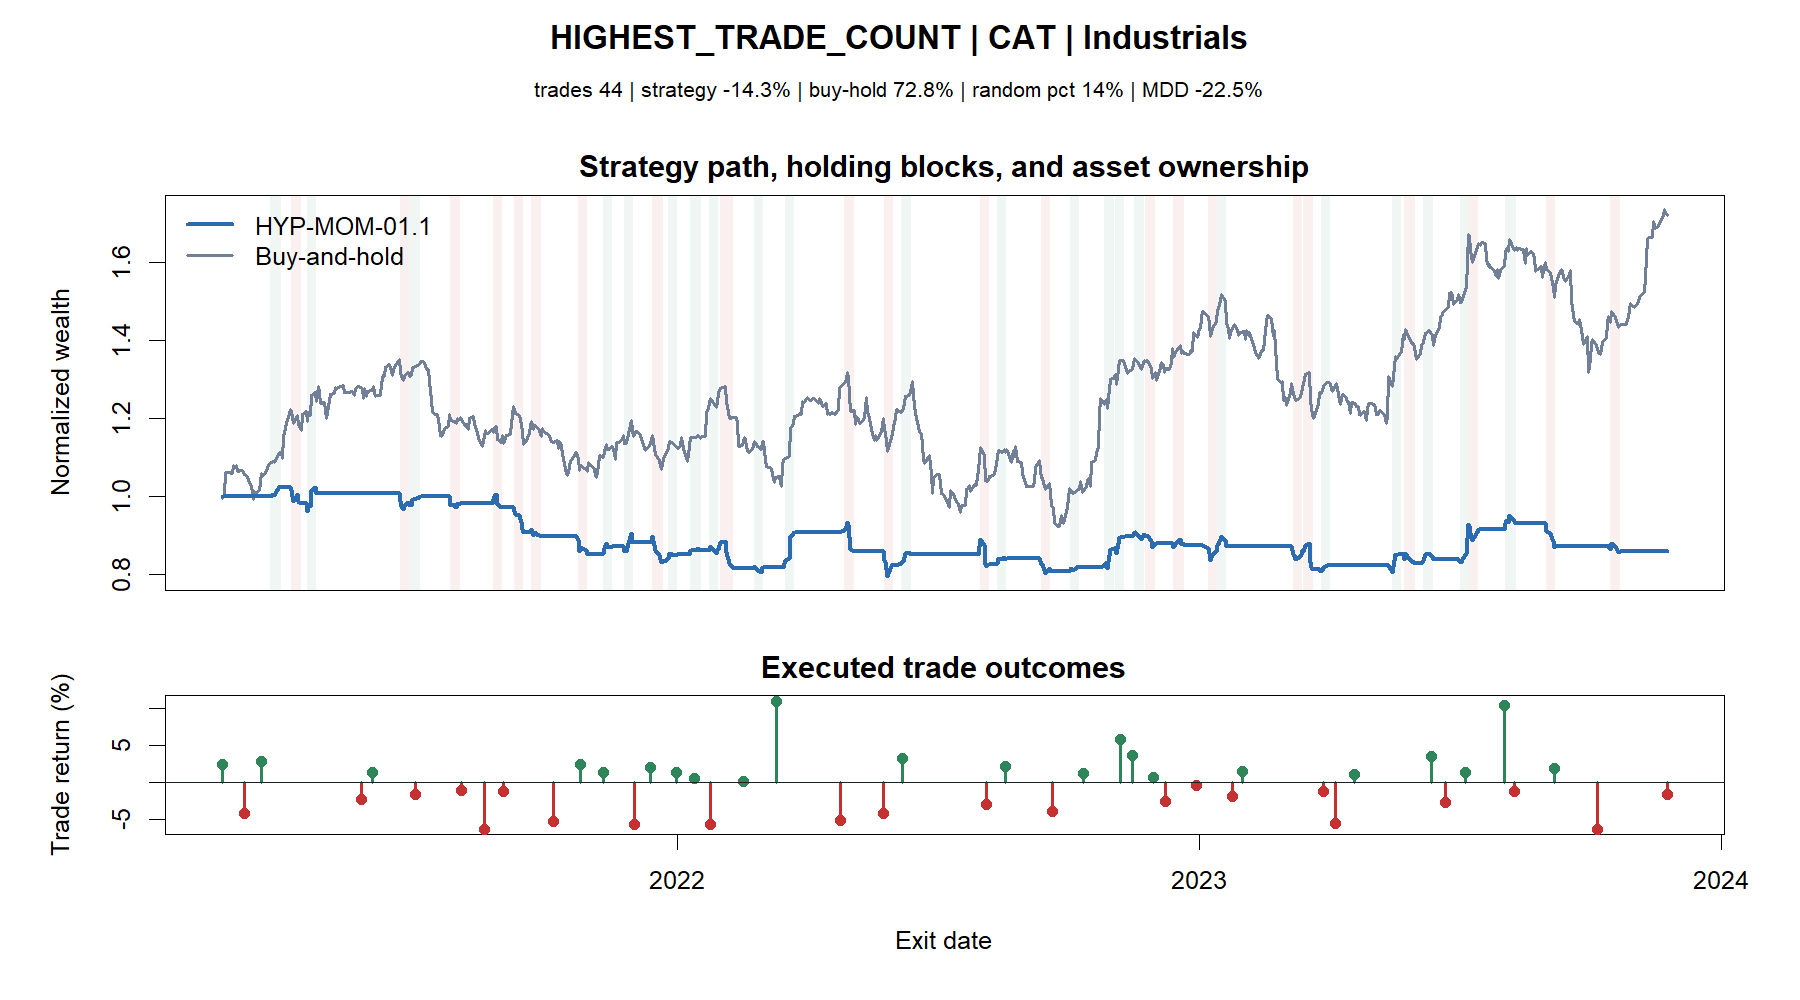 HIGHEST_TRADE_COUNT | CAT | Industrials
trades 44 | strategy -14.3% | buy-hold 72.8% | random pct 14% | MDD -22.5%
Strategy path, holding blocks, and asset ownership
HYP-MOM-01.1
Buy-and-hold
Normalized wealth
1.6
1.4
1.2
1.0
0.8
Executed trade outcomes
Trade return (%)
5
-5
2022
2023
2024
Exit date